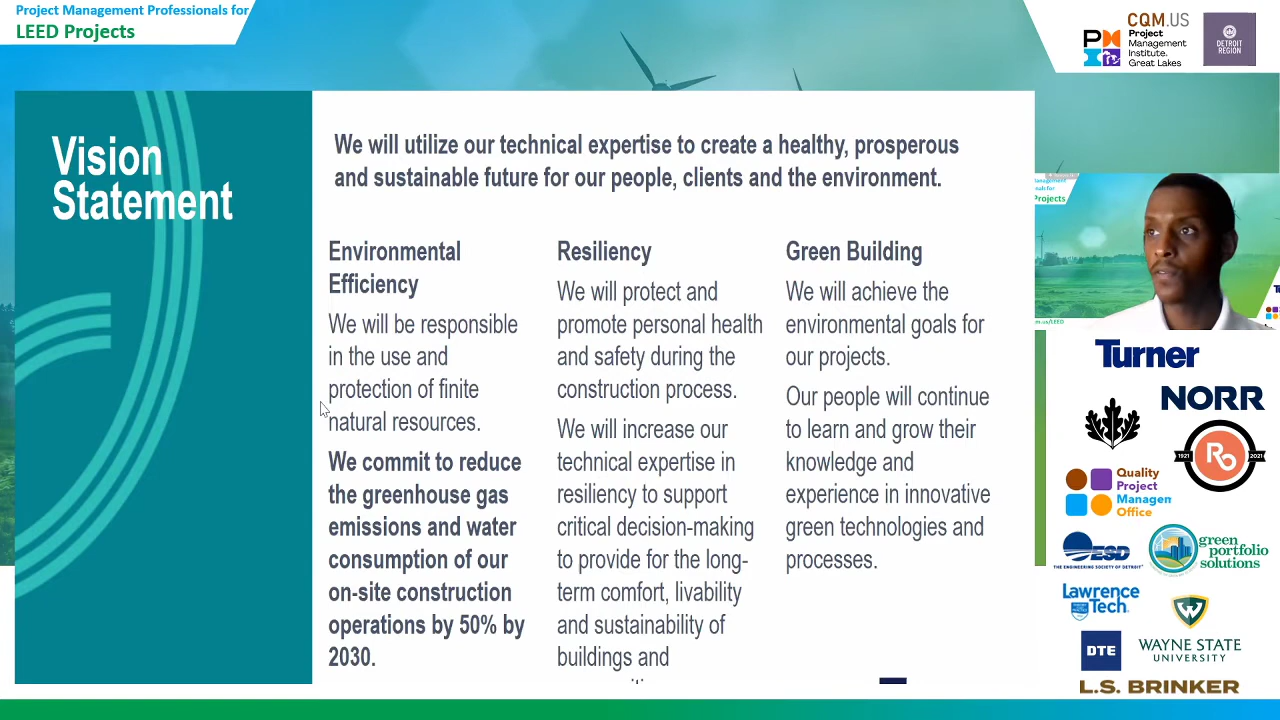 Project Management Professionals for
LEED Projects
CQM.US
Project
Management
Institute.
Great Lakes
DETROIT
REGION
Vision
Statement
We will utilize our technical expertise to create a healthy, prosperous
and sustainable future for our people, clients and the environment.
Environmental
Efficiency
We will be responsible
in the use and
protection of finite
natural resources.
We commit to reduce
the greenhouse gas
emissions and water
consumption of our
on-site construction
operations by 50% by
2030.
Resiliency
We will protect and
promote personal health
and safety during the
construction process.
We will increase our
technical expertise in
resiliency to support
critical decision-making
to provide for the long-
term comfort, livability
and sustainability of
buildings and
Green Building
We will achieve the
environmental goals for
our projects.
Our people will continue
to learn and grow their
knowledge and
experience in innovative
green technologies and
processes.
Projects
Turner
NORR
1921
RO
2021
Quality
Project
Managen
Office
ESD
THE ENGINEERING SOCIETY OF DETROIT
green
portfolio
solutions
Lawrence
Tech
W
WAYNE STATE
UNIVERSITY
DTE
L.S. BRINKER